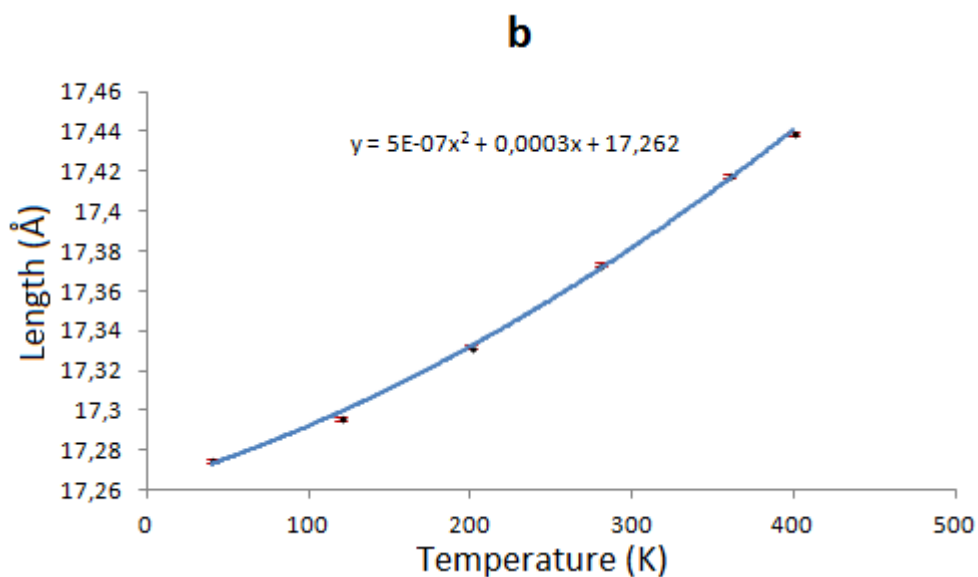 b
17,46
17,44
17,42
17,4
17,38
17,36
17,34
17,32
17,3
17,28
17,26
Length (Å)
y = 5E-07x² + 0,0003x + 17,262
0 100 200 300 400 500
Temperature (K)